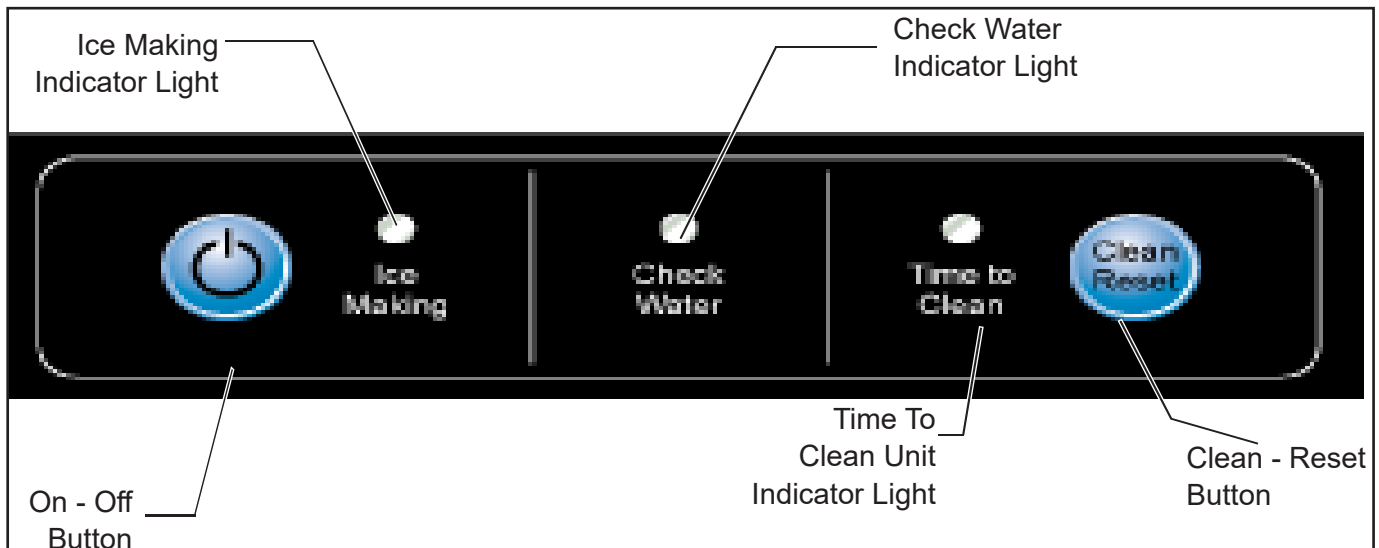 Ice Making
Indicator Light
Check Water
Indicator Light
Ice
Making
Check
Water
Time to
Clean
Clean
Reset
Time To
Clean Unit
Indicator Light
Clean - Reset
Button
On - Off
Button